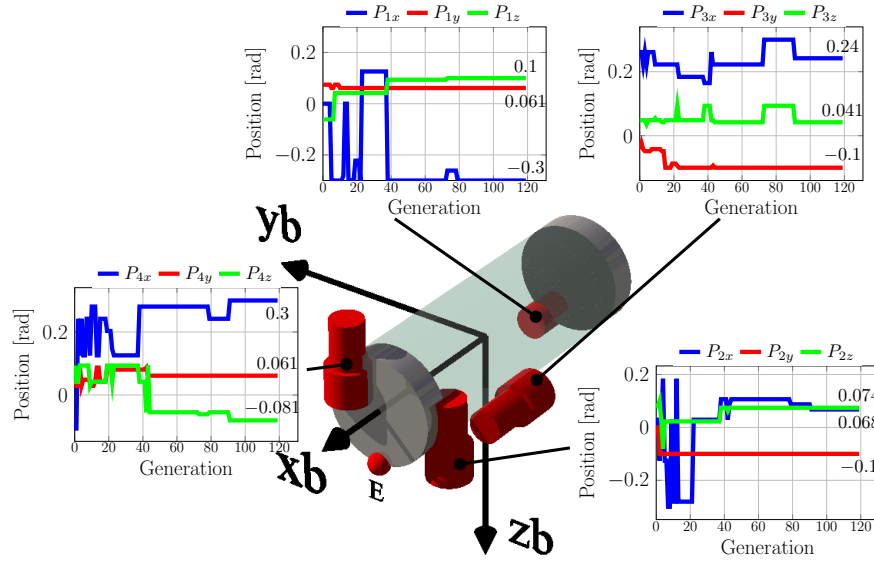 P1x P1y P1z
Position [rad]
0.2
0
−0.2
0.1
0.061
−0.3
0 20 40 60 80 100 120
Generation
P3x P3y P3z
Position [rad]
0.2
0
0.24
0.041
−0.1
0 20 40 60 80 100 120
Generation
P4x P4y P4z
Position [rad]
0.2
0
0.3
0.061
−0.081
0 20 40 60 80 100 120
Generation
P2x P2y P2z
Position [rad]
0.2
0
−0.2
0.074
0.068
−0.1
0 20 40 60 80 100 120
Generation
yb
xb
E
zb